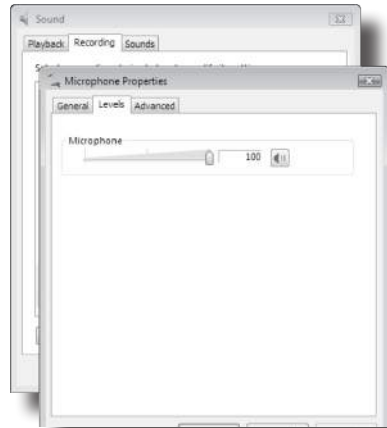 Sound
Playback Recording Sounds
Microphone Properties
General Levels Advanced
Microphone
100